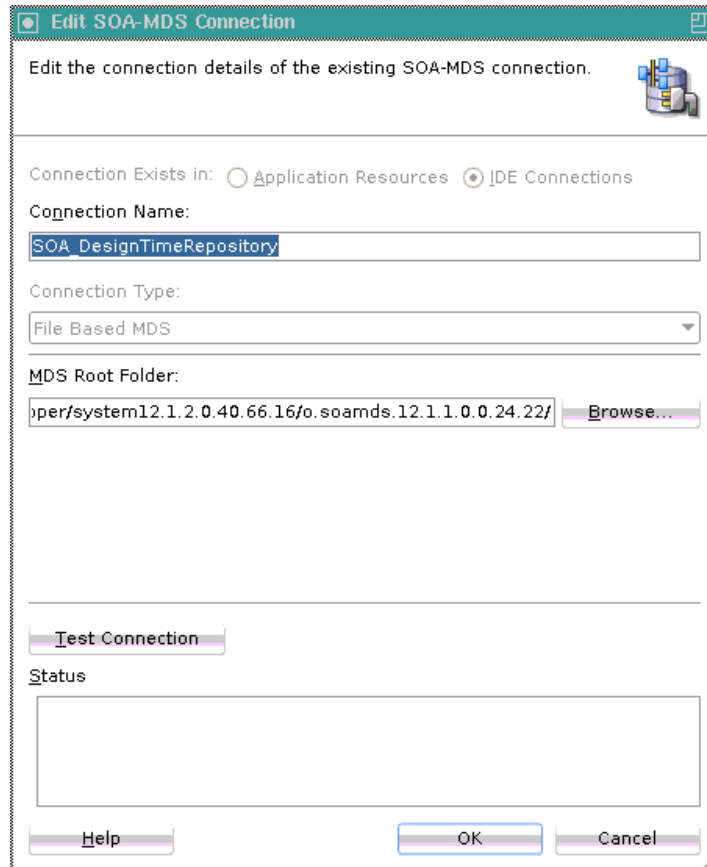 Edit SOA-MDS Connection
Edit the connection details of the existing SOA-MDS connection.
Connection Exists in: Application Resources IDE Connections
Connection Name:
SOA_DesignTimeRepository
Connection Type:
File Based MDS
MDS Root Folder:
oper/system12.1.2.0.40.66.16/o.soamds.12.1.1.0.0.24.22/ Browse...
Test Connection
Status
Help OK Cancel